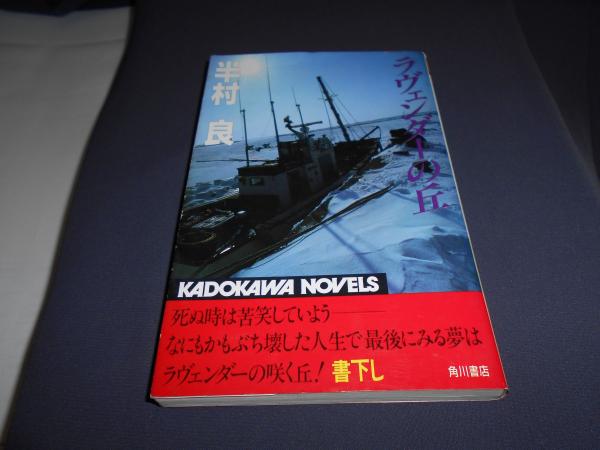 ラヴェンダーの丘
半村 良
KADOKAWA NOVELS
死ぬ時は苦笑していよう――
なにもかもぶち壊した人生で最後にみる夢は
ラヴェンダーの咲く丘! 書下し
角川書店